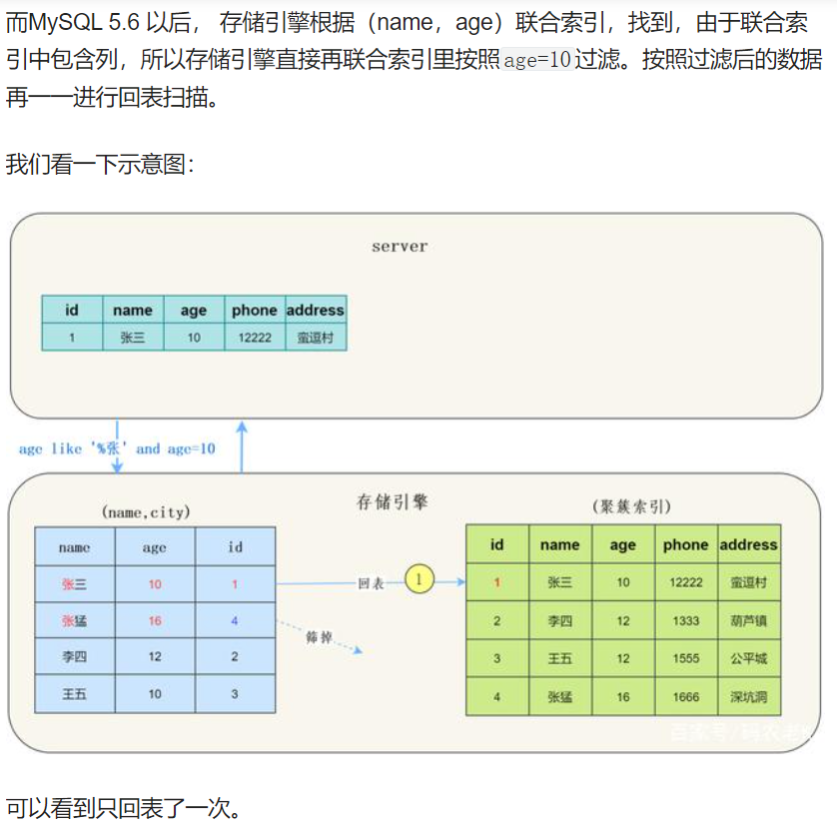 而MySQL 5.6 以后， 存储引擎根据（name，age）联合索引，找到，由于联合索
引中包含列，所以存储引擎直接再联合索引里按照age=10过滤。按照过滤后的数据
再一一进行回表扫描。
我们看一下示意图：
server
id name age phone address
1 张三 10 12222 蛮逗村
age like '%张' and age=10
存储引擎
(name,city)
name age id
张三 10 1
张猛 16 4
李四 12 2
王五 10 3
回表
1
筛掉
(聚簇索引)
id name age phone address
1 张三 10 12222 蛮逗村
2 李四 12 1333 葫芦镇
3 王五 12 1555 公平城
4 张猛 16 1666 深坑洞
可以看到只回表了一次。